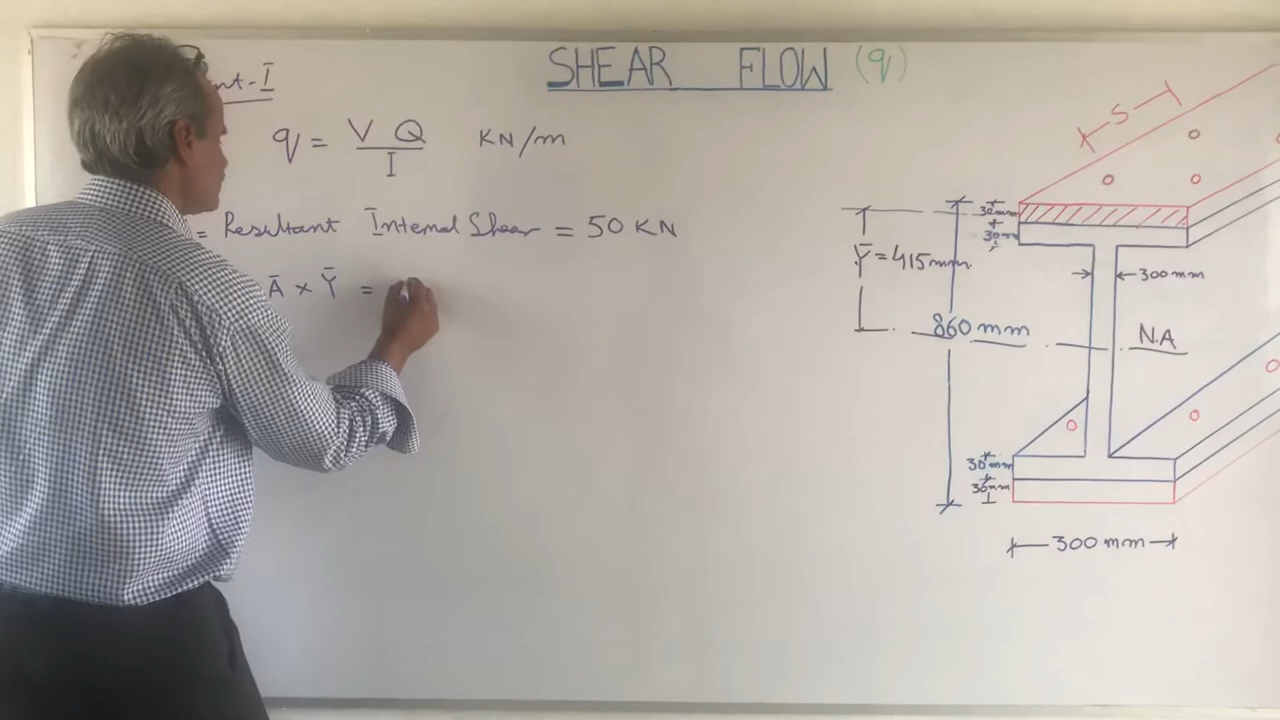 SHEAR FLOW (q)
nt-I
q = V Q / I KN/m
= Resultant Internal Shear = 50 KN
Ā × Ȳ =
S
30mm
30mm
Ȳ = 415mm
300mm
860 mm
N.A
30mm
30mm
300 mm